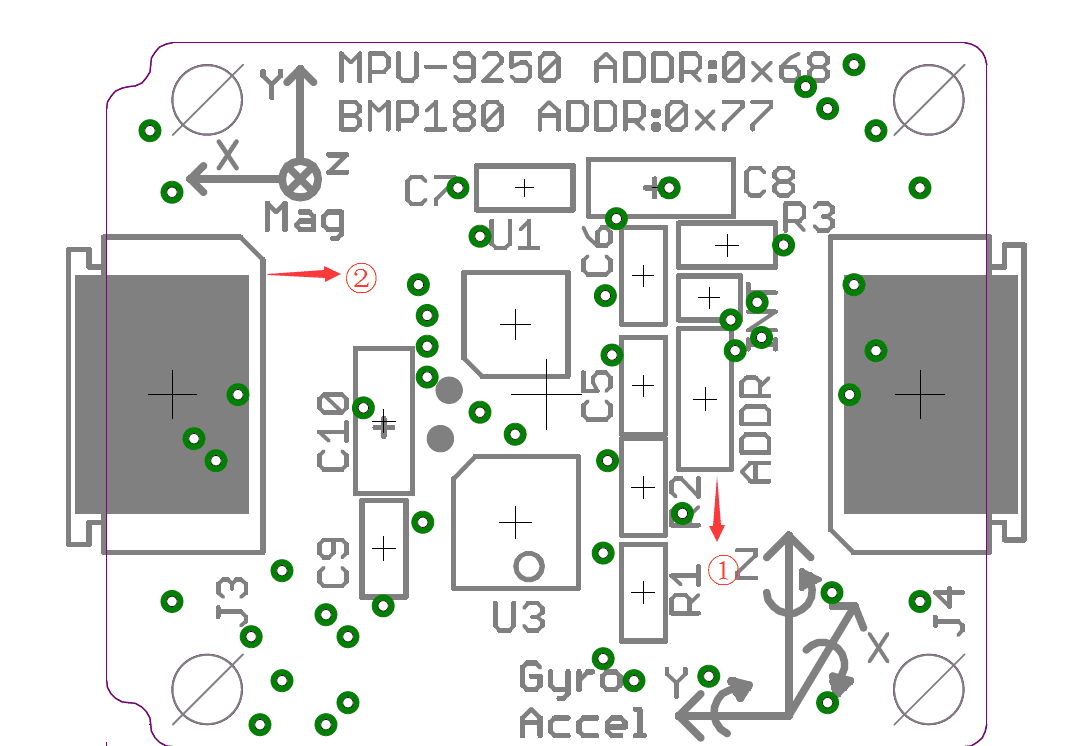 MPU-9250 ADDR:0x68
BMP180 ADDR:0x77
Y
X
Z
Mag
C7
C8
R3
U1
C6
②
INT
C5
ADDR
C10
R2
C9
①
Z
J3
R1
J4
U3
X
Gyro
Y
Accel